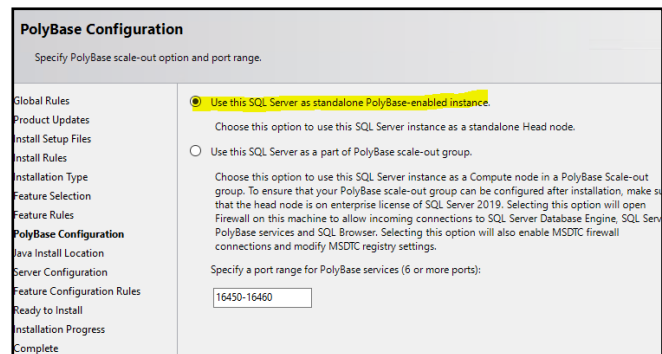 PolyBase Configuration
Specify PolyBase scale-out option and port range.
Global Rules
Product Updates
Install Setup Files
Install Rules
Installation Type
Feature Selection
Feature Rules
PolyBase Configuration
Java Install Location
Server Configuration
Feature Configuration Rules
Ready to Install
Installation Progress
Complete
Use this SQL Server as standalone PolyBase-enabled instance.
Choose this option to use this SQL Server instance as a standalone Head node.
Use this SQL Server as a part of PolyBase scale-out group.
Choose this option to use this SQL Server instance as a Compute node in a PolyBase Scale-out
group. To ensure that your PolyBase scale-out group can be configured after installation, make su
that the head node is on enterprise license of SQL Server 2019. Selecting this option will open
Firewall on this machine to allow incoming connections to SQL Server Database Engine, SQL Serv
PolyBase services and SQL Browser. Selecting this option will also enable MSDTC firewall
connections and modify MSDTC registry settings.
Specify a port range for PolyBase services (6 or more ports):
16450-16460